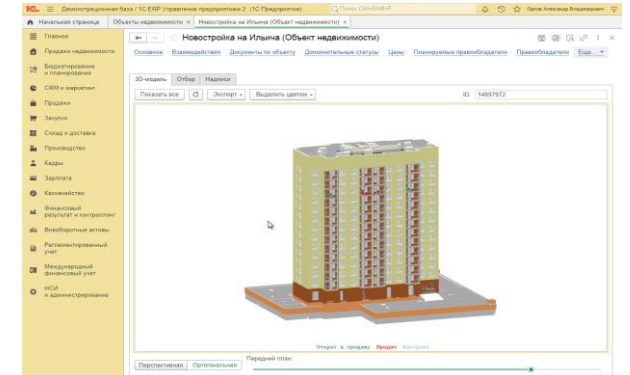 1С Демонстрационная база / 1С:ERP Управление предприятием 2 (1С:Предприятие)
Поиск Ctrl+Shift+F
Орлов Александр Владимирович
Начальная страница Объекты недвижимости × Новостройка на Ильича (Объект недвижимости) ×
Главное
Продажи недвижимости
Бюджетирование
и планирование
CRM и маркетинг
Продажи
Закупки
Склад и доставка
Производство
Кадры
Зарплата
Казначейство
Финансовый
результат и контроллинг
Внеоборотные активы
Регламентированный
учет
Международный
финансовый учет
НСИ
и администрирование
Новостройка на Ильича (Объект недвижимости)
Основное Взаимодействия Документы по объекту Дополнительные статусы Цены Планируемые правообладатели Правообладатели Еще...
3D-модель Отбор Надписи
Показать все Экспорт Выделить цветом ID: 14897972
Открыт к продаже Продан Контракт
Перспективная Ортогональная Передний план: